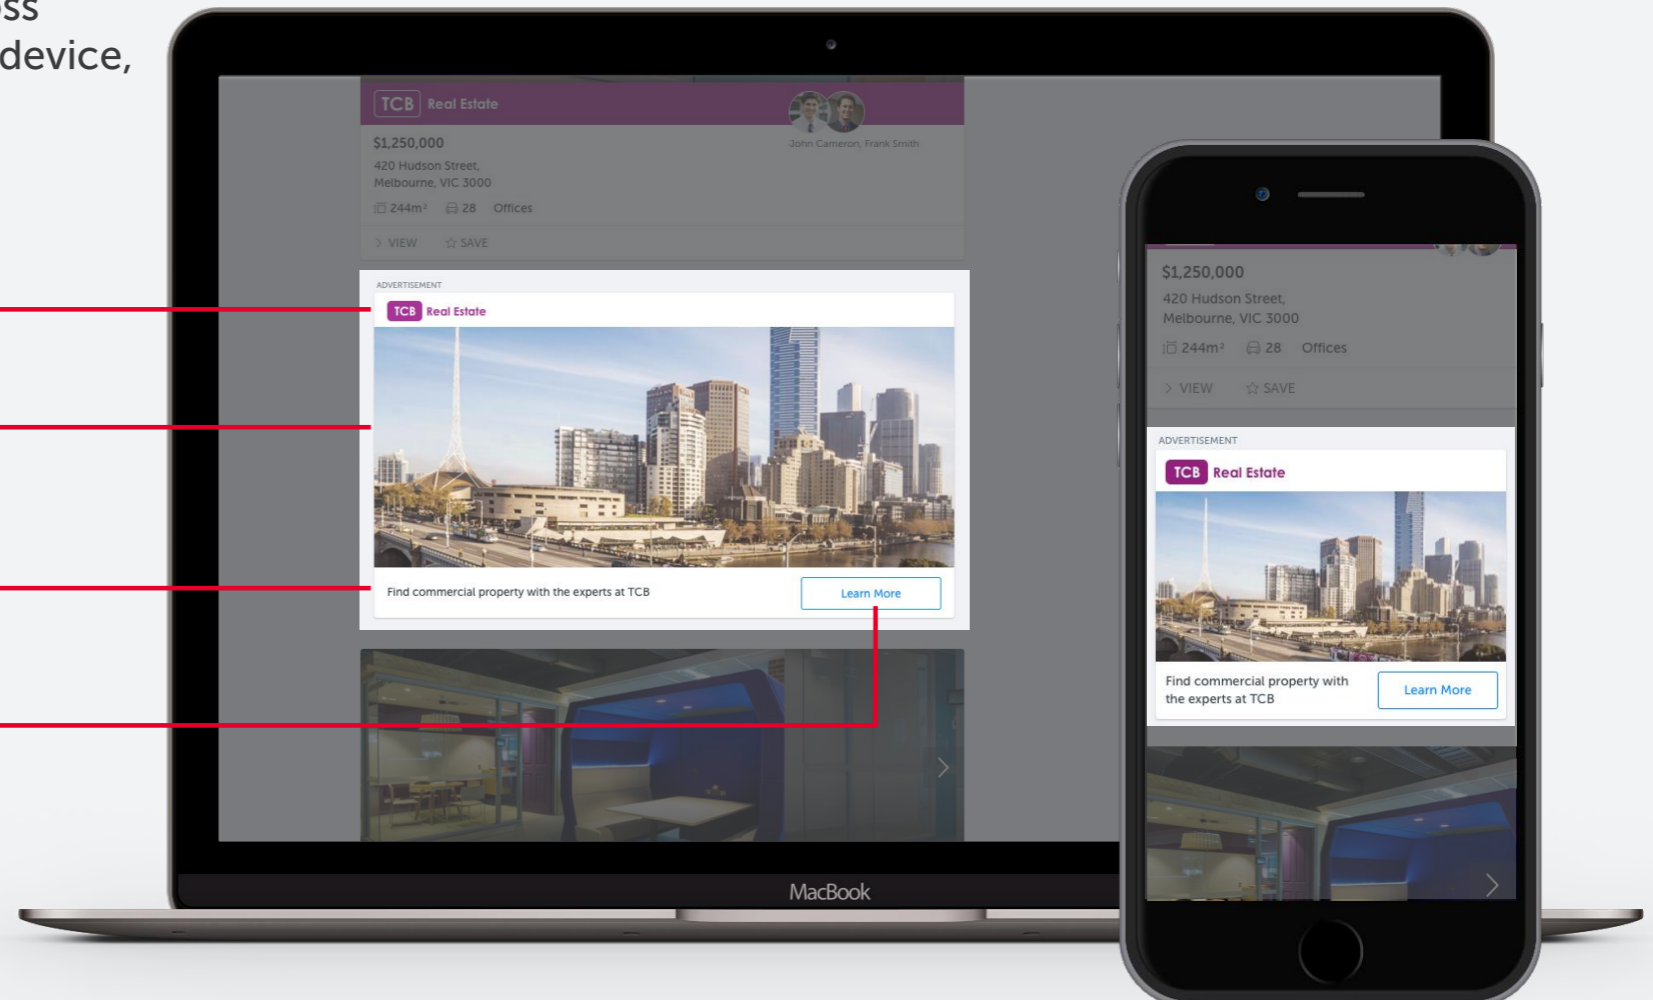 oss
device,
TCB Real Estate
$1,250,000
John Cameron, Frank Smith
420 Hudson Street,
Melbourne, VIC 3000
244m² 28 Offices
> VIEW ☆ SAVE
ADVERTISEMENT
TCB Real Estate
Find commercial property with the experts at TCB
Learn More
MacBook
$1,250,000
420 Hudson Street,
Melbourne, VIC 3000
244m² 28 Offices
> VIEW ☆ SAVE
ADVERTISEMENT
TCB Real Estate
Find commercial property with
the experts at TCB
Learn More